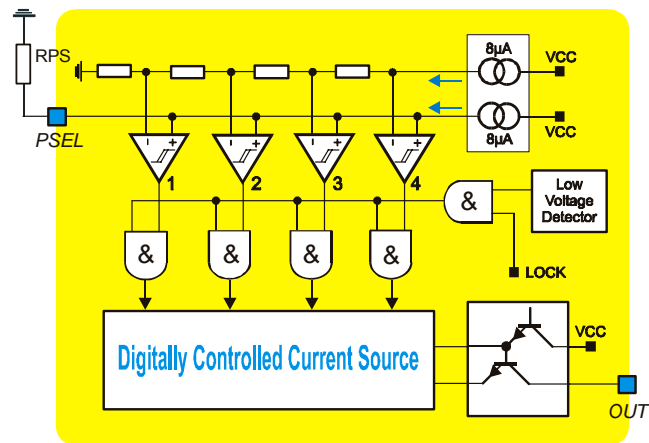 8μA
VCC
RPS
PSEL
VCC
8μA
- +
- +
- +
- +
1
2
3
4
&
Low
Voltage
Detector
&
&
&
&
LOCK
Digitally Controlled Current Source
VCC
OUT